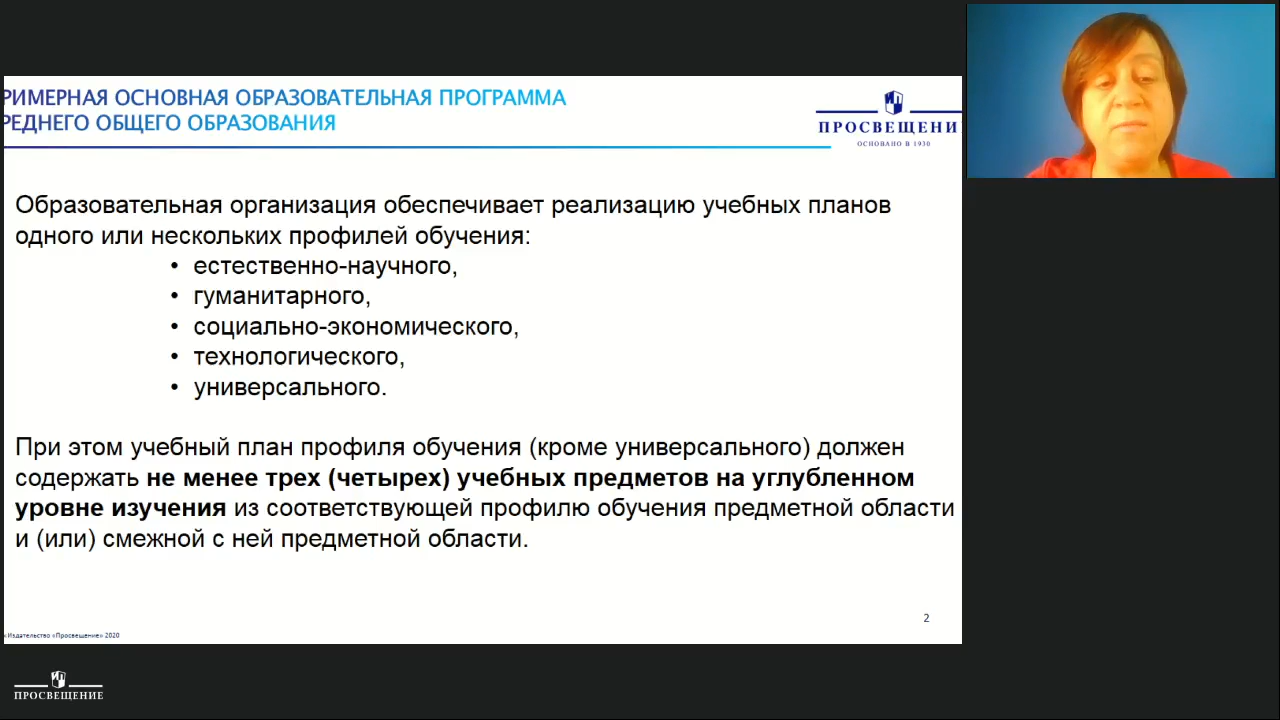 РИМЕРНАЯ ОСНОВНАЯ ОБРАЗОВАТЕЛЬНАЯ ПРОГРАММА
РЕДНЕГО ОБЩЕГО ОБРАЗОВАНИЯ
ПРОСВЕЩЕНИ
ОСНОВАНО В 1930
Образовательная организация обеспечивает реализацию учебных планов
одного или нескольких профилей обучения:
• естественно-научного,
• гуманитарного,
• социально-экономического,
• технологического,
• универсального.
При этом учебный план профиля обучения (кроме универсального) должен
содержать не менее трех (четырех) учебных предметов на углубленном
уровне изучения из соответствующей профилю обучения предметной области
и (или) смежной с ней предметной области.
2
«Издательство «Просвещение» 2020
ПРОСВЕЩЕНИЕ